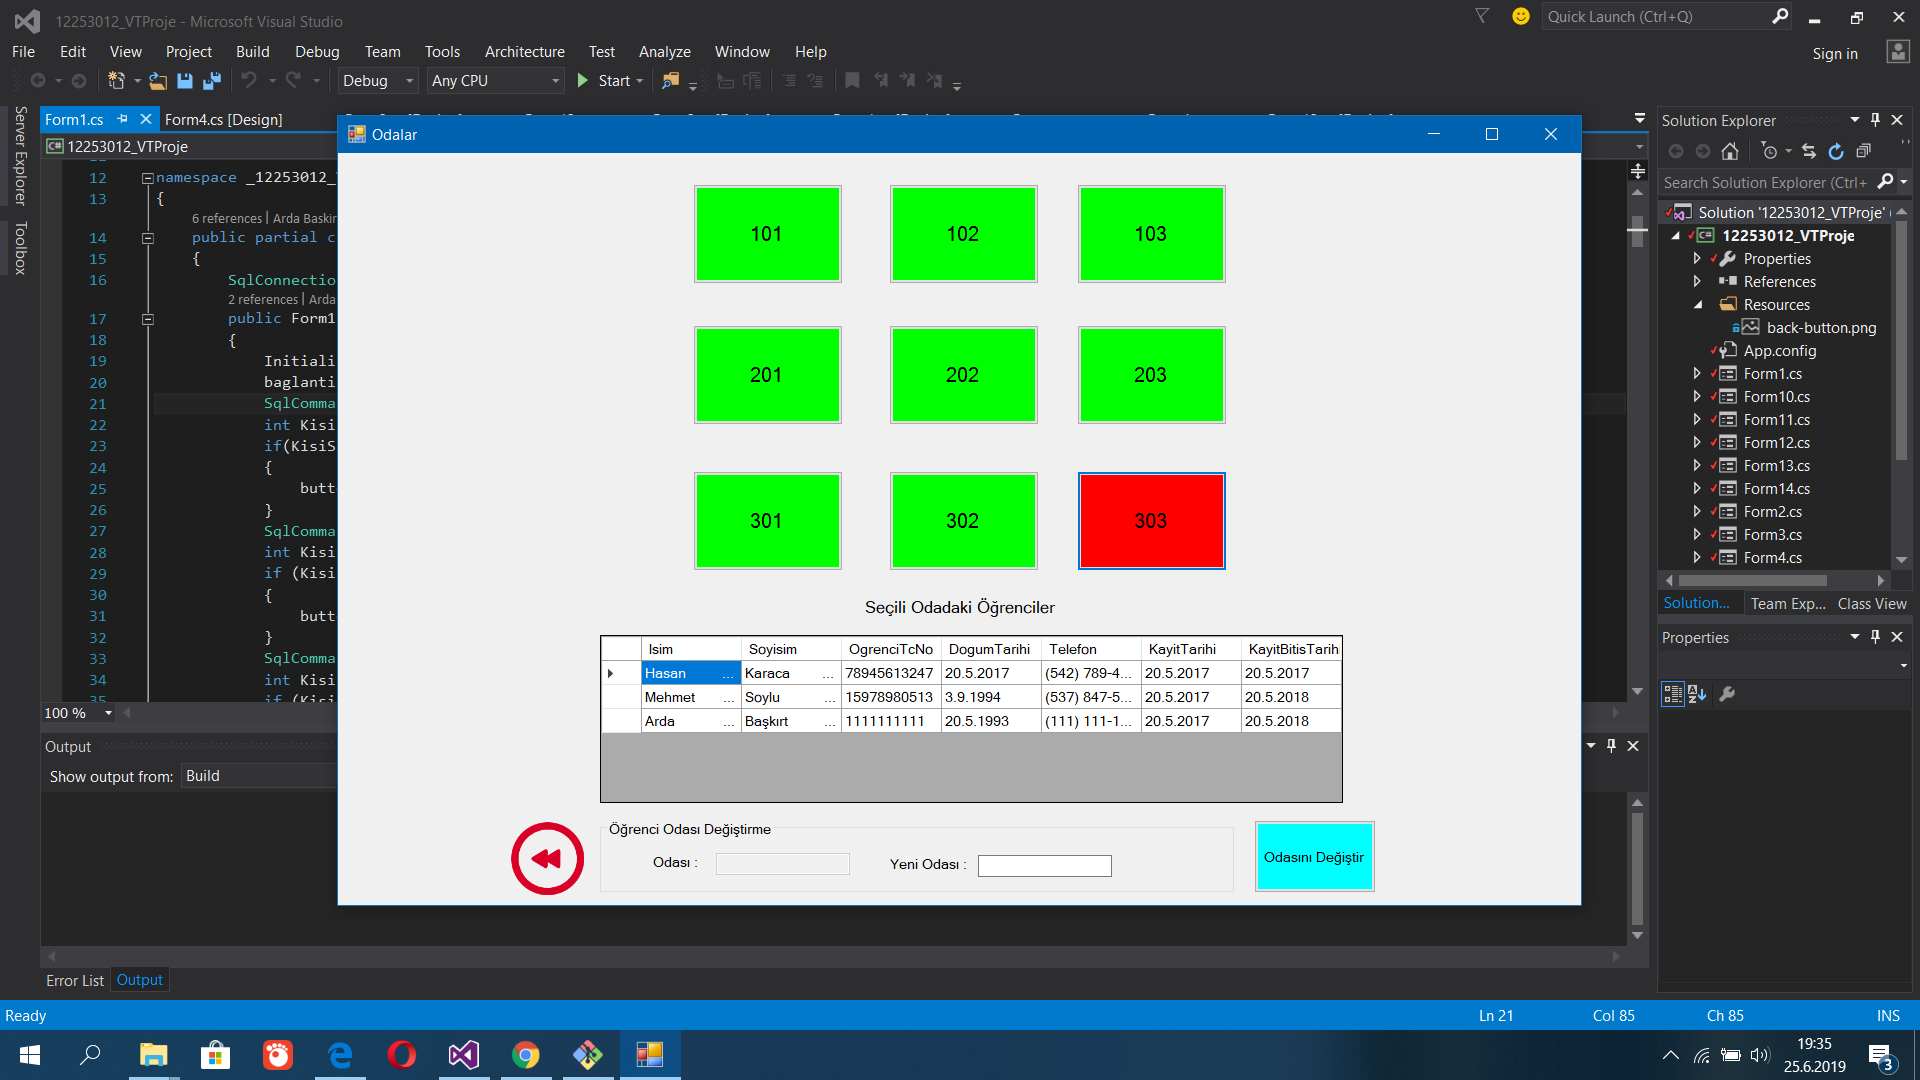 12253012_VTProje - Microsoft Visual Studio
Quick Launch (Ctrl+Q)
File Edit View Project Build Debug Team Tools Architecture Test Analyze Window Help
Sign in
Debug Any CPU Start
Server Explorer
Toolbox
Form1.cs Form4.cs [Design]
12253012_VTProje
12 namespace _12253012_
13 {
6 references | Arda Baskır
14 public partial c
15 {
16 SqlConnectio
2 references | Arda
17 public Form1
18 {
19 Initiali
20 baglanti
21 SqlComma
22 int Kisi
23 if(KisiS
24 {
25 butt
26 }
27 SqlComma
28 int Kisi
29 if (Kisi
30 {
31 butt
32 }
33 SqlComma
34 int Kisi
35 if (Kisi
100 %
Output
Show output from: Build
Error List Output
Odalar
101 102 103
201 202 203
301 302 303
Seçili Odadaki Öğrenciler
Isim Soyisim OgrenciTcNo DogumTarihi Telefon KayitTarihi KayitBitisTarih
Hasan ... Karaca ... 78945613247 20.5.2017 (542) 789-4... 20.5.2017 20.5.2017
Mehmet ... Soylu ... 15978980513 3.9.1994 (537) 847-5... 20.5.2017 20.5.2018
Arda ... Başkırt ... 1111111111 20.5.1993 (111) 111-1... 20.5.2017 20.5.2018
Öğrenci Odası Değiştirme
Odası :
Yeni Odası :
Odasını Değiştir
Solution Explorer
Search Solution Explorer (Ctrl+
Solution '12253012_VTProje' (
12253012_VTProje
Properties
References
Resources
back-button.png
App.config
Form1.cs
Form10.cs
Form11.cs
Form12.cs
Form13.cs
Form14.cs
Form2.cs
Form3.cs
Form4.cs
Solution... Team Exp... Class View
Properties
Ready
Ln 21 Col 85 Ch 85 INS
19:35
25.6.2019
3